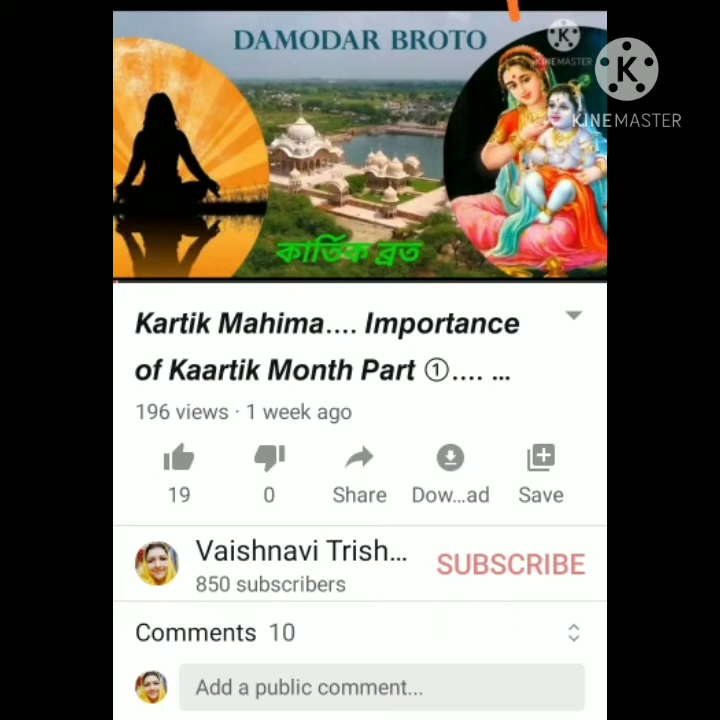 DAMODAR BROTO
K
KINEMASTER
K
KINEMASTER
কার্তিক ব্রত
Kartik Mahima.... Importance
of Kaartik Month Part ①.... ...
196 views · 1 week ago
19
0
Share
Dow...ad
Save
Vaishnavi Trish...
SUBSCRIBE
850 subscribers
Comments 10
Add a public comment...